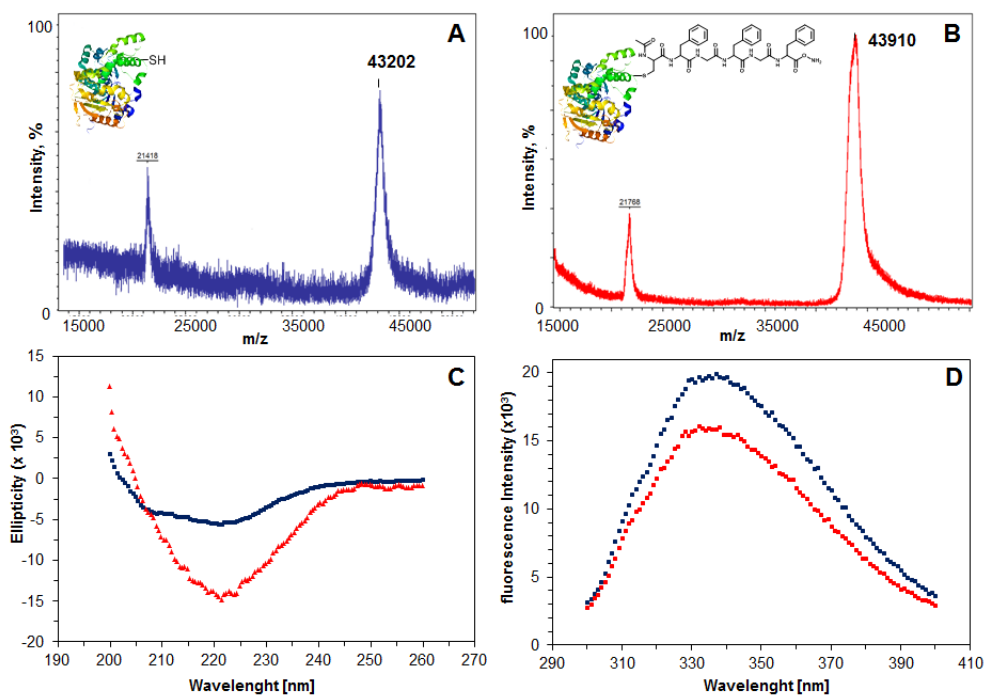 100
A
SH
43202
21418
Intensity, %
0
15000
25000
35000
45000
m/z
B
100
H
N
O
S
NH₂
43910
21768
Intensity, %
0
15000
25000
35000
45000
m/z
C
15
10
5
0
-5
-10
-15
-20
Ellipticity (x 10³)
190
200
210
220
230
240
250
260
270
Wavelenght [nm]
D
20
15
10
5
0
fluorescence Intensity (x10³)
290
310
330
350
370
390
410
Wavelenght [nm]